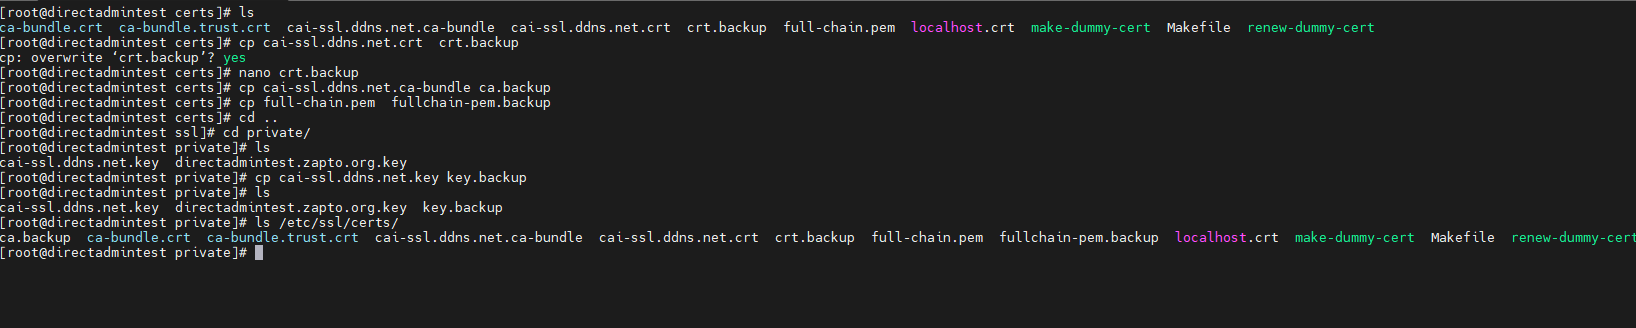 [root@directadmintest certs]# ls
ca-bundle.crt  ca-bundle.trust.crt  cai-ssl.ddns.net.ca-bundle  cai-ssl.ddns.net.crt  crt.backup  full-chain.pem  localhost.crt  make-dummy-cert  Makefile  renew-dummy-cert
[root@directadmintest certs]# cp cai-ssl.ddns.net.crt  crt.backup
cp: overwrite ‘crt.backup’? yes
[root@directadmintest certs]# nano crt.backup
[root@directadmintest certs]# cp cai-ssl.ddns.net.ca-bundle ca.backup
[root@directadmintest certs]# cp full-chain.pem  fullchain-pem.backup
[root@directadmintest certs]# cd ..
[root@directadmintest ssl]# cd private/
[root@directadmintest private]# ls
cai-ssl.ddns.net.key  directadmintest.zapto.org.key
[root@directadmintest private]# cp cai-ssl.ddns.net.key key.backup
[root@directadmintest private]# ls
cai-ssl.ddns.net.key  directadmintest.zapto.org.key  key.backup
[root@directadmintest private]# ls /etc/ssl/certs/
ca.backup  ca-bundle.crt  ca-bundle.trust.crt  cai-ssl.ddns.net.ca-bundle  cai-ssl.ddns.net.crt  crt.backup  full-chain.pem  fullchain-pem.backup  localhost.crt  make-dummy-cert  Makefile  renew-dummy-cert
[root@directadmintest private]#